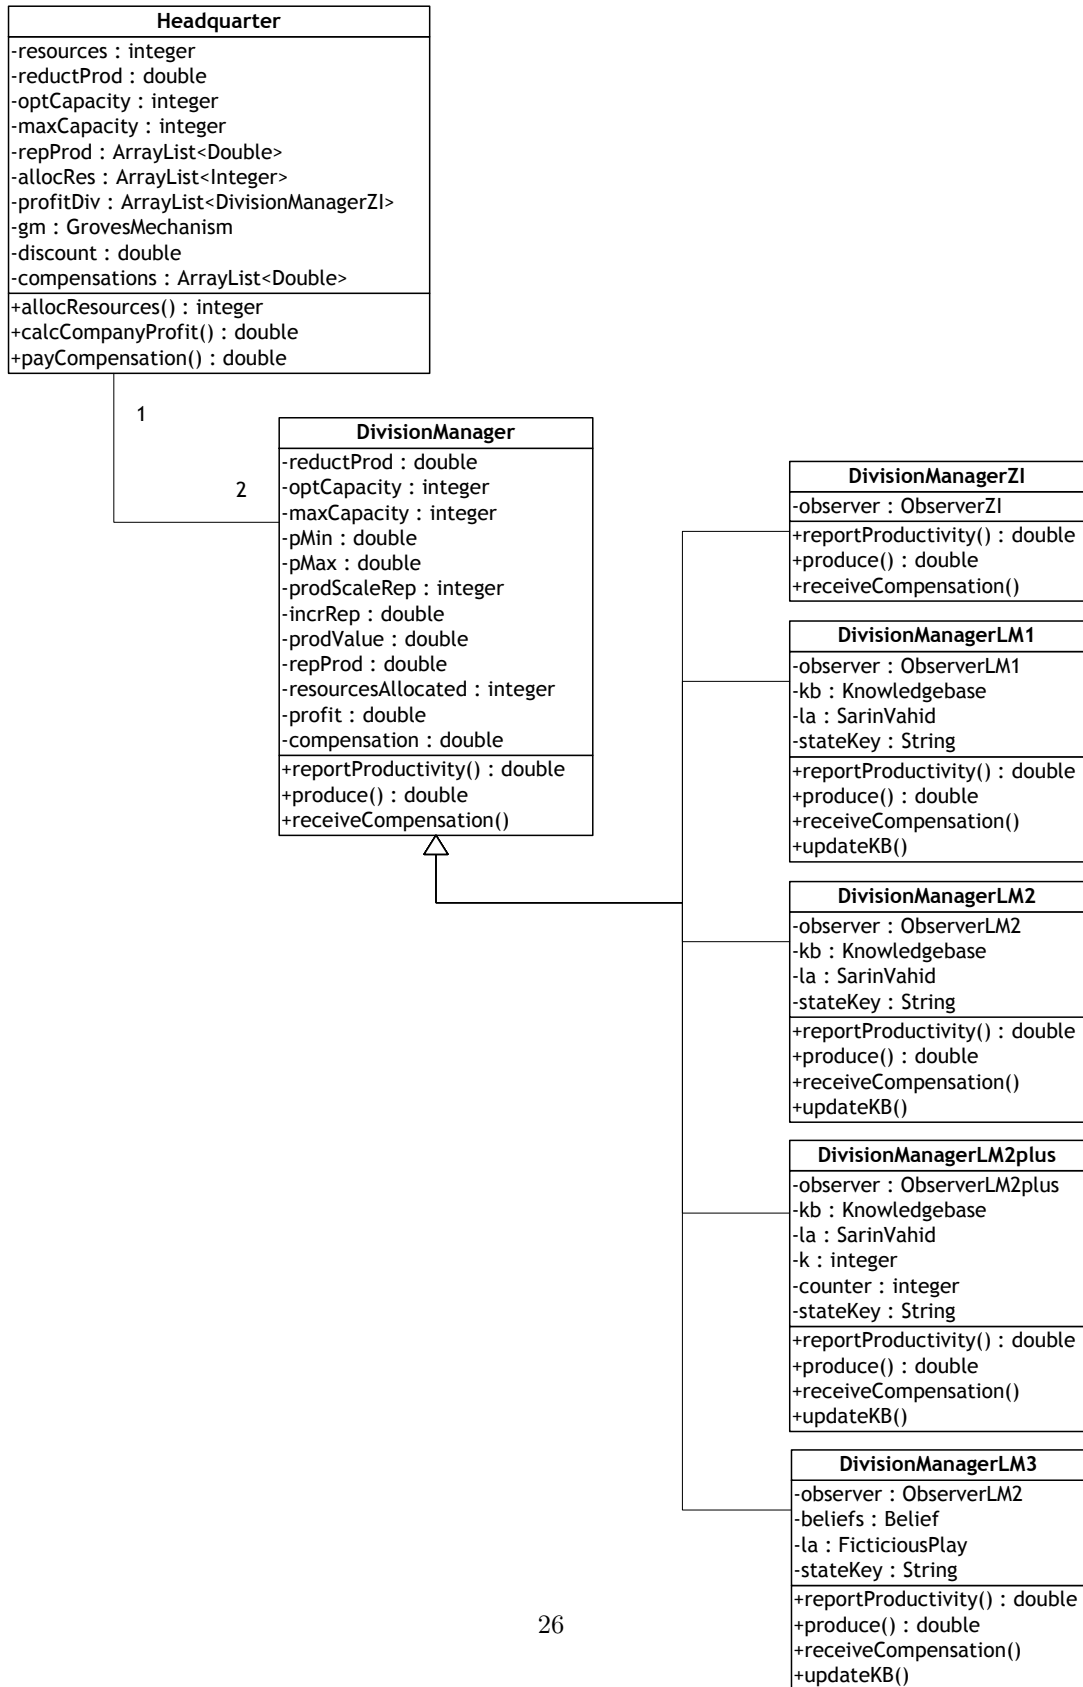 Headquarter
-resources : integer
-reductProd : double
-optCapacity : integer
-maxCapacity : integer
-repProd : ArrayList<Double>
-allocRes : ArrayList<Integer>
-profitDiv : ArrayList<DivisionManagerZI>
-gm : GrovesMechanism
-discount : double
-compensations : ArrayList<Double>
+allocResources() : integer
+calcCompanyProfit() : double
+payCompensation() : double
1
2
DivisionManager
-reductProd : double
-optCapacity : integer
-maxCapacity : integer
-pMin : double
-pMax : double
-prodScaleRep : integer
-incrRep : double
-prodValue : double
-repProd : double
-resourcesAllocated : integer
-profit : double
-compensation : double
+reportProductivity() : double
+produce() : double
+receiveCompensation()
DivisionManagerZI
-observer : ObserverZI
+reportProductivity() : double
+produce() : double
+receiveCompensation()
DivisionManagerLM1
-observer : ObserverLM1
-kb : Knowledgebase
-la : SarinVahid
-stateKey : String
+reportProductivity() : double
+produce() : double
+receiveCompensation()
+updateKB()
DivisionManagerLM2
-observer : ObserverLM2
-kb : Knowledgebase
-la : SarinVahid
-stateKey : String
+reportProductivity() : double
+produce() : double
+receiveCompensation()
+updateKB()
DivisionManagerLM2plus
-observer : ObserverLM2plus
-kb : Knowledgebase
-la : SarinVahid
-k : integer
-counter : integer
-stateKey : String
+reportProductivity() : double
+produce() : double
+receiveCompensation()
+updateKB()
DivisionManagerLM3
-observer : ObserverLM2
-beliefs : Belief
-la : FicticiousPlay
-stateKey : String
+reportProductivity() : double
+produce() : double
+receiveCompensation()
+updateKB()
26